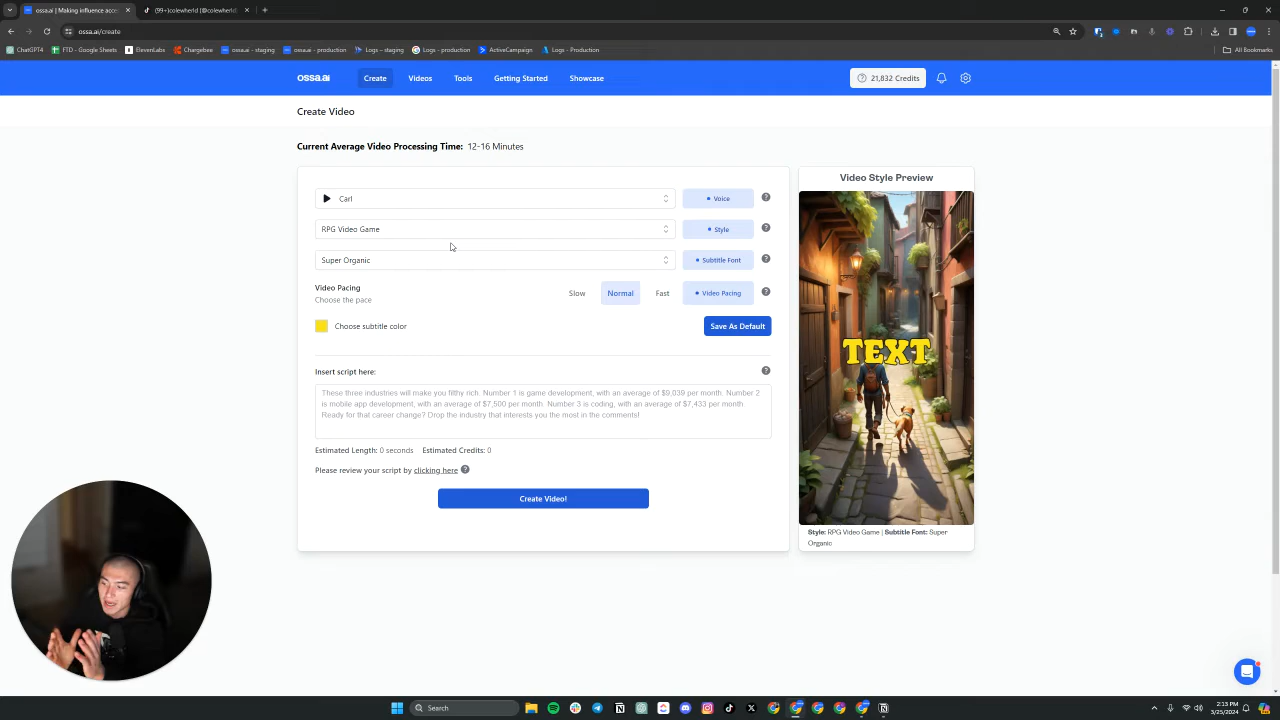 ossa.ai | Making influence acce
(99+)colewherld (@colewherld)
ossa.ai/create
ChatGPT4
FTD - Google Sheets
ElevenLabs
Chargebee
ossa.ai - staging
ossa.ai - production
Logs – staging
Logs - production
ActiveCampaign
Logs - Production
All Bookmarks
ossa.ai
Create
Videos
Tools
Getting Started
Showcase
21,832 Credits
Create Video
Current Average Video Processing Time: 12-16 Minutes
Carl
Voice
RPG Video Game
Style
Super Organic
Subtitle Font
Video Pacing
Choose the pace
Slow
Normal
Fast
Video Pacing
Choose subtitle color
Save As Default
Insert script here:
These three industries will make you filthy rich. Number 1 is game development, with an average of $9,039 per month. Number 2
is mobile app development, with an average of $7,500 per month. Number 3 is coding, with an average of $7,433 per month.
Ready for that career change? Drop the industry that interests you the most in the comments!
Estimated Length: 0 seconds Estimated Credits: 0
Please review your script by clicking here
Create Video!
Video Style Preview
TEXT
Style: RPG Video Game | Subtitle Font: Super
Organic
Search
2:13 PM
3/25/2024